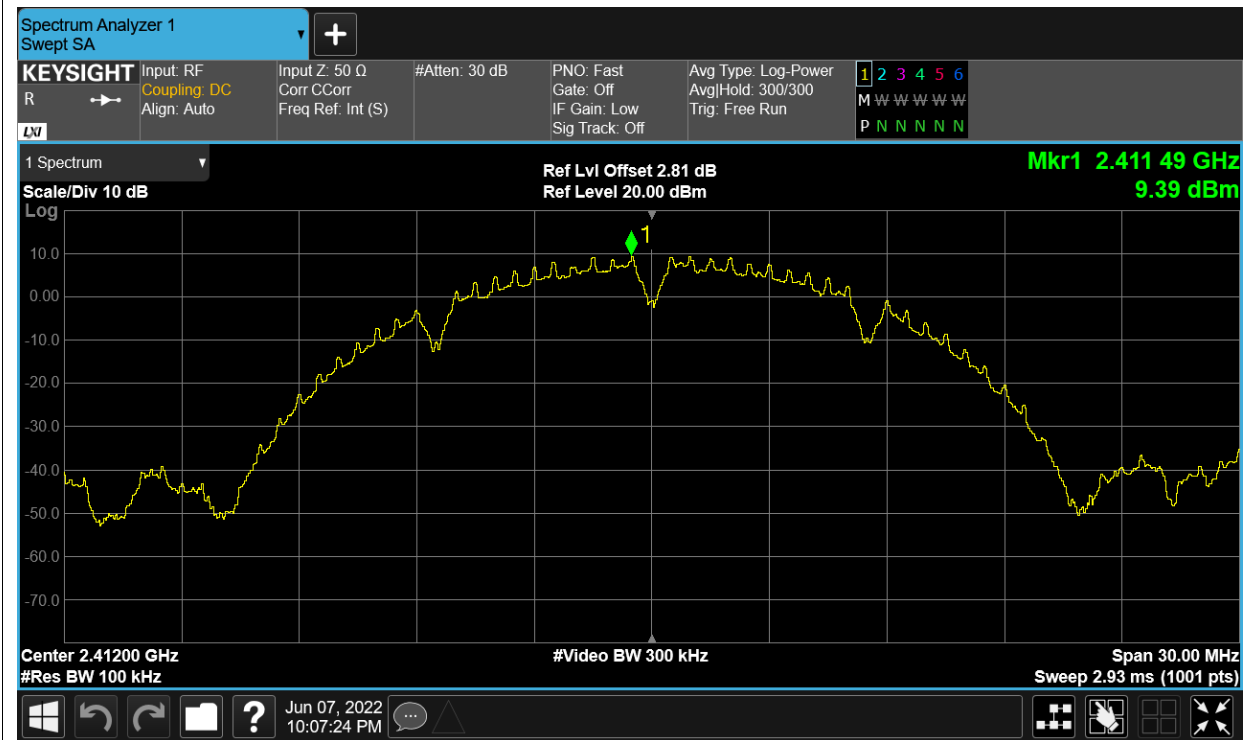 Spectrum Analyzer 1
Swept SA
+
KEYSIGHT
R
LXI
Input: RF
Coupling: DC
Align: Auto
Input Z: 50 Ω
Corr CCorr
Freq Ref: Int (S)
#Atten: 30 dB
PNO: Fast
Gate: Off
IF Gain: Low
Sig Track: Off
Avg Type: Log-Power
Avg|Hold: 300/300
Trig: Free Run
1 2 3 4 5 6
M W W W W W
P N N N N N
1 Spectrum
Scale/Div 10 dB
Log
Ref Lvl Offset 2.81 dB
Ref Level 20.00 dBm
Mkr1 2.411 49 GHz
9.39 dBm
1
10.0
0.00
-10.0
-20.0
-30.0
-40.0
-50.0
-60.0
-70.0
Center 2.41200 GHz
#Res BW 100 kHz
#Video BW 300 kHz
Span 30.00 MHz
Sweep 2.93 ms (1001 pts)
?
Jun 07, 2022
10:07:24 PM